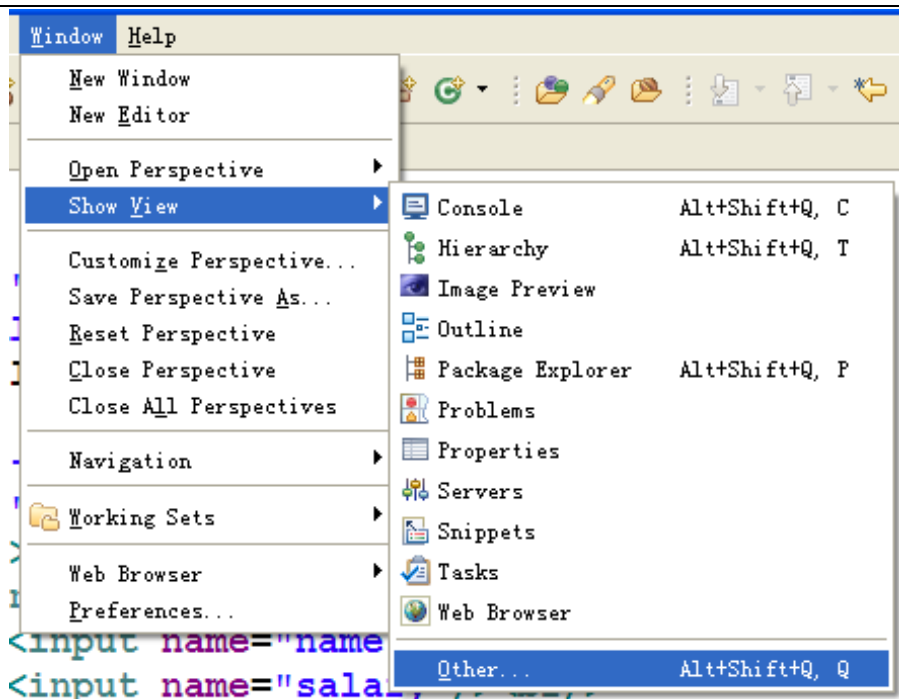 Window Help
New Window
New Editor
Open Perspective
Show View
Customize Perspective...
Save Perspective As...
Reset Perspective
Close Perspective
Close All Perspectives
Navigation
Working Sets
Web Browser
Preferences...
Console Alt+Shift+Q, C
Hierarchy Alt+Shift+Q, T
Image Preview
Outline
Package Explorer Alt+Shift+Q, P
Problems
Properties
Servers
Snippets
Tasks
Web Browser
Other... Alt+Shift+Q, Q
<input name="name
<input name="sala